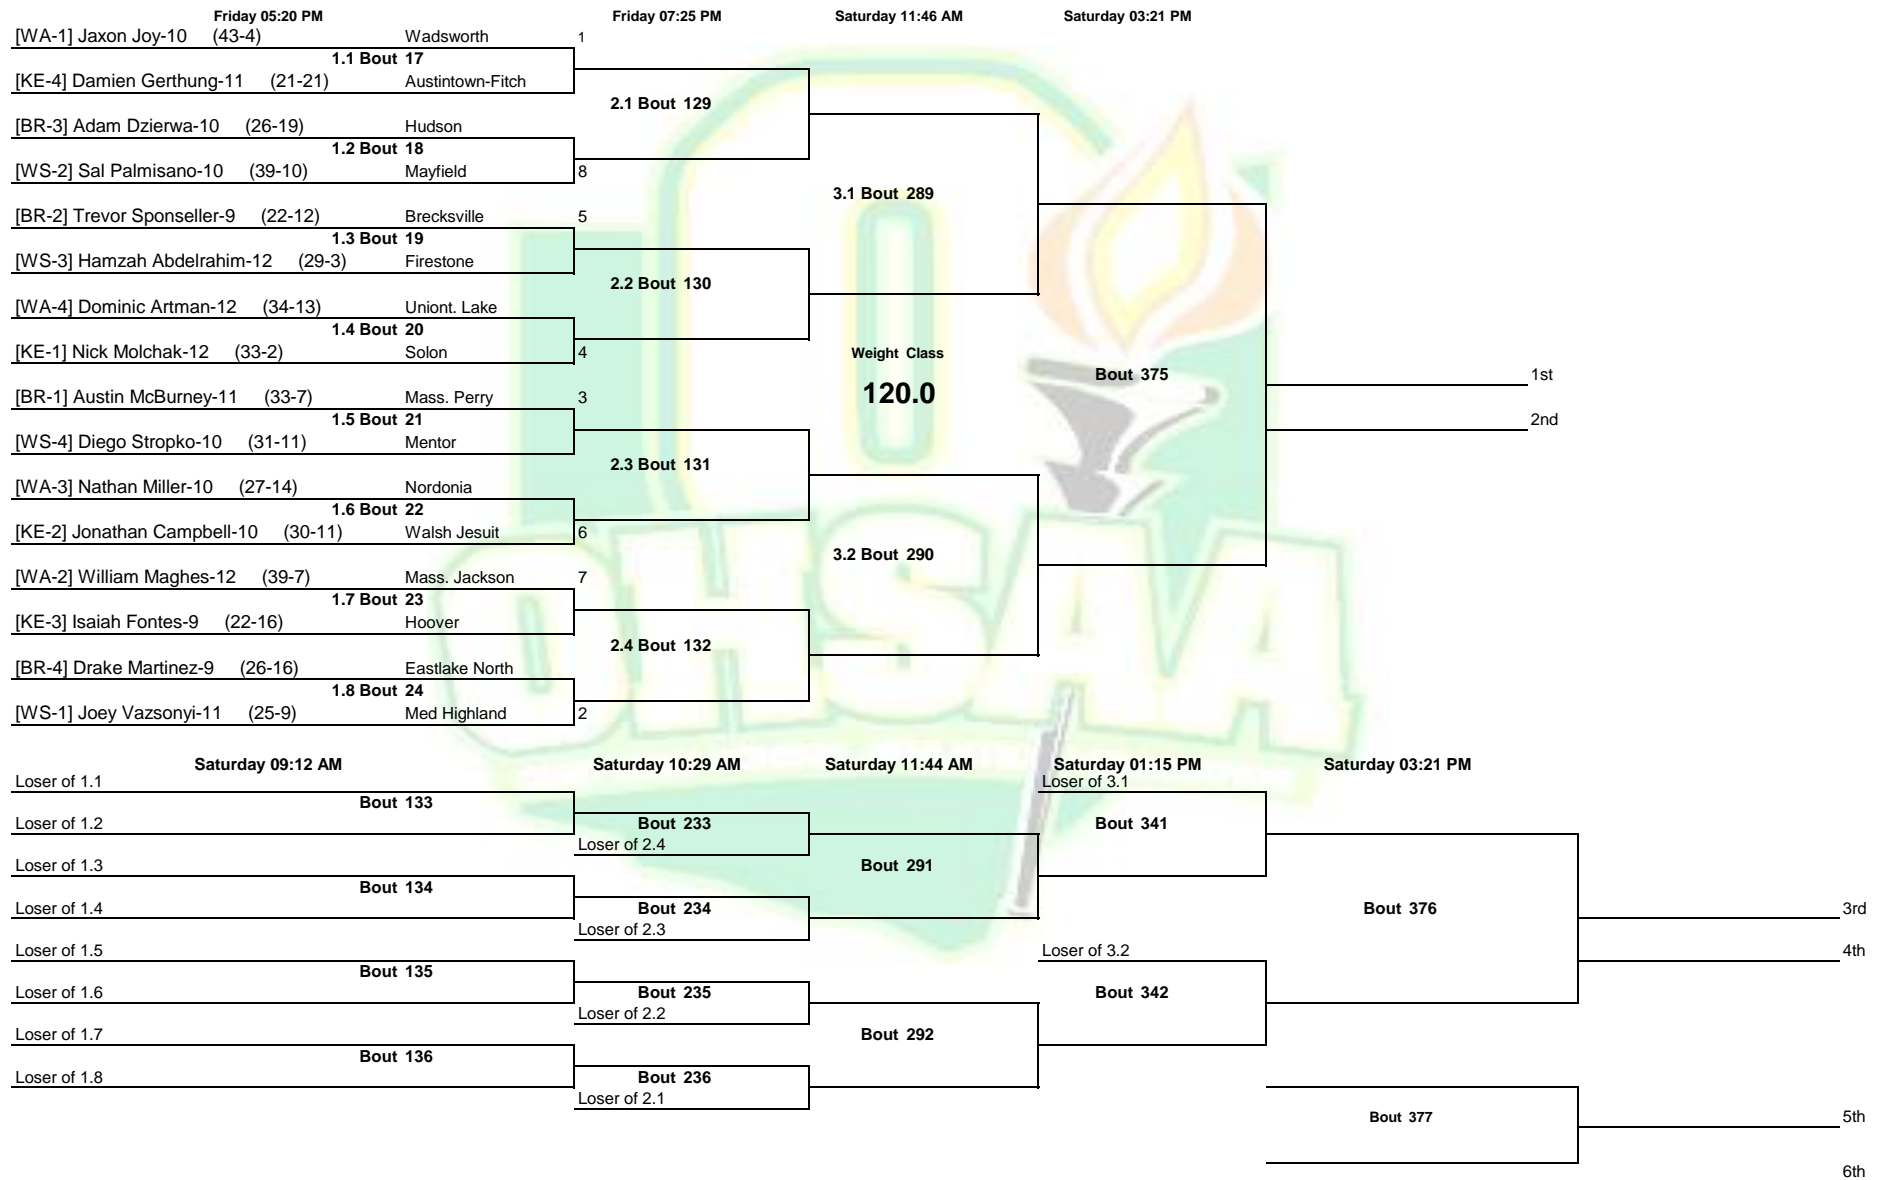 Friday 05:20 PM Friday 07:25 PM Saturday 11:46 AM Saturday 03:21 PM
[WA-1] Jaxon Joy-10 (43-4) Wadsworth 1
1.1 Bout 17
[KE-4] Damien Gerthung-11 (21-21) Austintown-Fitch
2.1 Bout 129
[BR-3] Adam Dzierwa-10 (26-19) Hudson
1.2 Bout 18
[WS-2] Sal Palmisano-10 (39-10) Mayfield 8
3.1 Bout 289
[BR-2] Trevor Sponseller-9 (22-12) Brecksville 5
1.3 Bout 19
[WS-3] Hamzah Abdelrahim-12 (29-3) Firestone
2.2 Bout 130
[WA-4] Dominic Artman-12 (34-13) Uniont. Lake
1.4 Bout 20
[KE-1] Nick Molchak-12 (33-2) Solon 4
Weight Class
120.0
Bout 375
1st
2nd
[BR-1] Austin McBurney-11 (33-7) Mass. Perry 3
1.5 Bout 21
[WS-4] Diego Stropko-10 (31-11) Mentor
2.3 Bout 131
[WA-3] Nathan Miller-10 (27-14) Nordonia
1.6 Bout 22
[KE-2] Jonathan Campbell-10 (30-11) Walsh Jesuit 6
3.2 Bout 290
[WA-2] William Maghes-12 (39-7) Mass. Jackson 7
1.7 Bout 23
[KE-3] Isaiah Fontes-9 (22-16) Hoover
2.4 Bout 132
[BR-4] Drake Martinez-9 (26-16) Eastlake North
1.8 Bout 24
[WS-1] Joey Vazsonyi-11 (25-9) Med Highland 2
OHSAA
Saturday 09:12 AM Saturday 10:29 AM Saturday 11:44 AM Saturday 01:15 PM Saturday 03:21 PM
Loser of 1.1 Loser of 3.1
Bout 133
Loser of 1.2 Bout 233 Bout 341
Loser of 2.4
Loser of 1.3 Bout 291
Bout 134
Loser of 1.4 Bout 234 Bout 376 3rd
Loser of 2.3
Loser of 1.5 Loser of 3.2 4th
Bout 135
Loser of 1.6 Bout 235 Bout 342
Loser of 2.2
Loser of 1.7 Bout 292
Bout 136
Loser of 1.8 Bout 236
Loser of 2.1
Bout 377 5th
6th